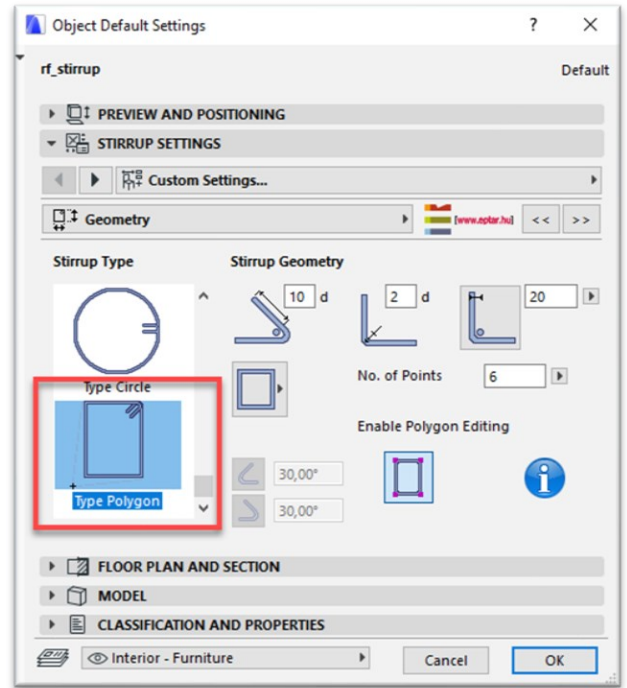 Object Default Settings ? ×
rf_stirrup Default
PREVIEW AND POSITIONING
STIRRUP SETTINGS
Custom Settings...
Geometry [www.eptar.hu] << >>
Stirrup Type Stirrup Geometry
10 d 2 d 20
Type Circle
No. of Points 6
Enable Polygon Editing
Type Polygon
30,00°
30,00°
FLOOR PLAN AND SECTION
MODEL
CLASSIFICATION AND PROPERTIES
Interior - Furniture Cancel OK